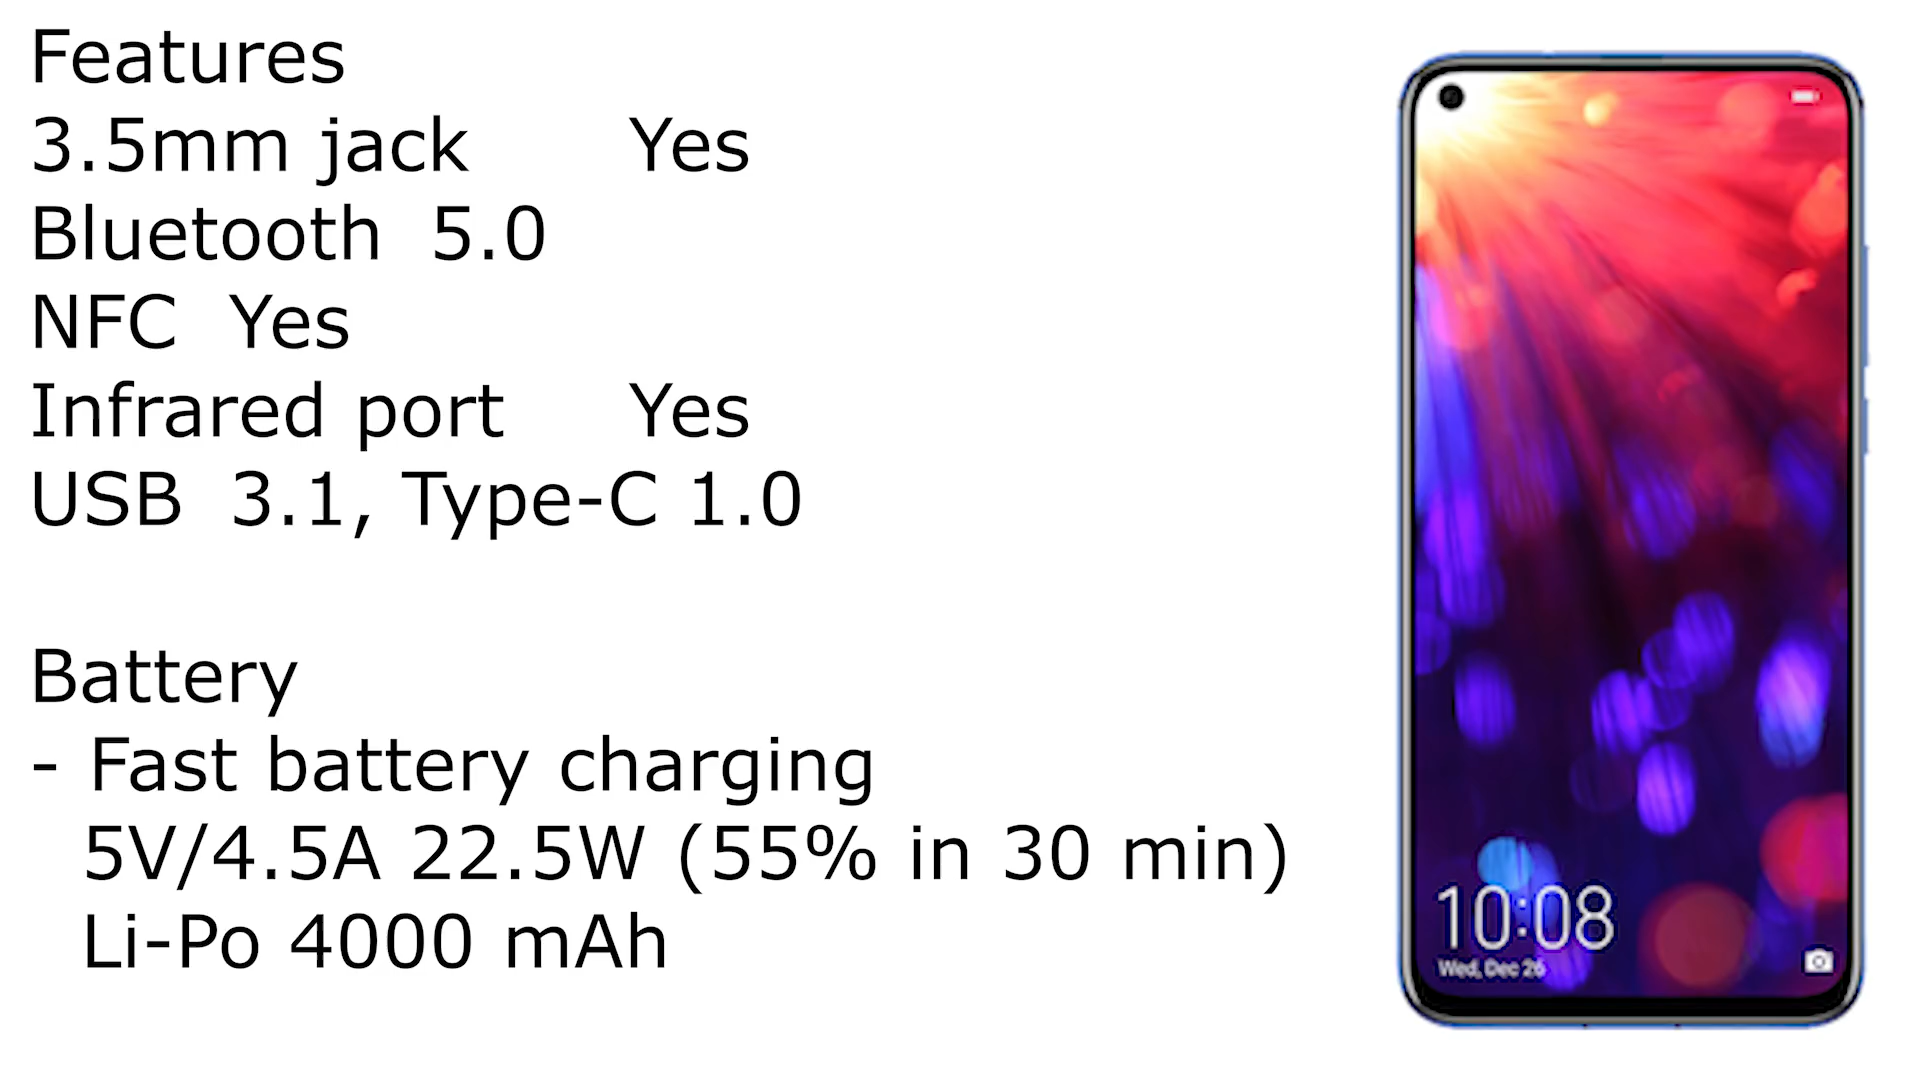 Features
3.5mm jack Yes
Bluetooth 5.0
NFC Yes
Infrared port Yes
USB 3.1, Type-C 1.0
Battery
- Fast battery charging
5V/4.5A 22.5W (55% in 30 min)
Li-Po 4000 mAh
10:08
Wed, Dec 26